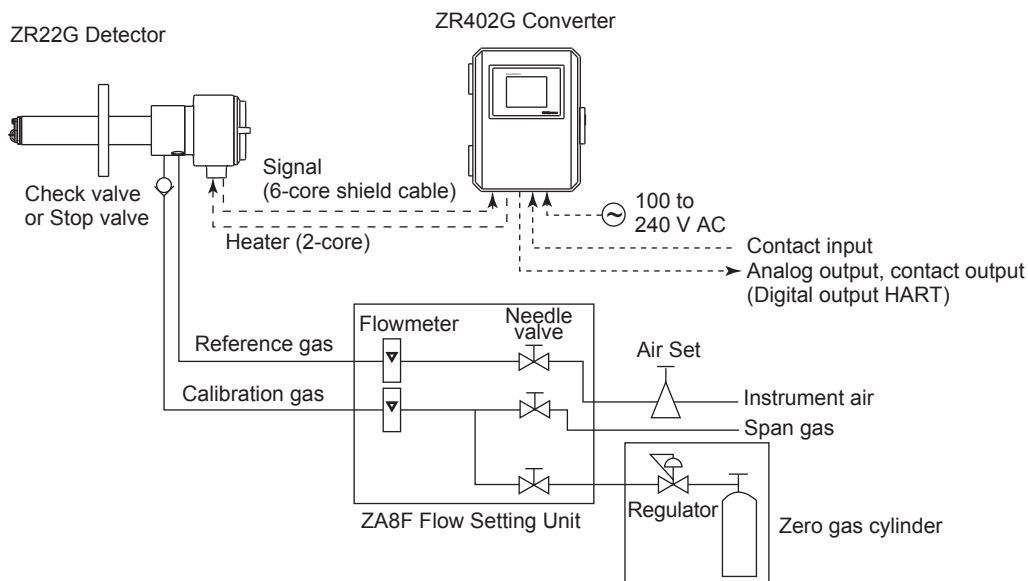 ZR402G Converter
ZR22G Detector
Signal
(6-core shield cable)
Check valve
or Stop valve
Heater (2-core)
100 to
240 V AC
Contact input
Analog output, contact output
(Digital output HART)
Flowmeter
Needle
valve
Reference gas
Air Set
Calibration gas
Instrument air
Span gas
Regulator
ZA8F Flow Setting Unit
Zero gas cylinder